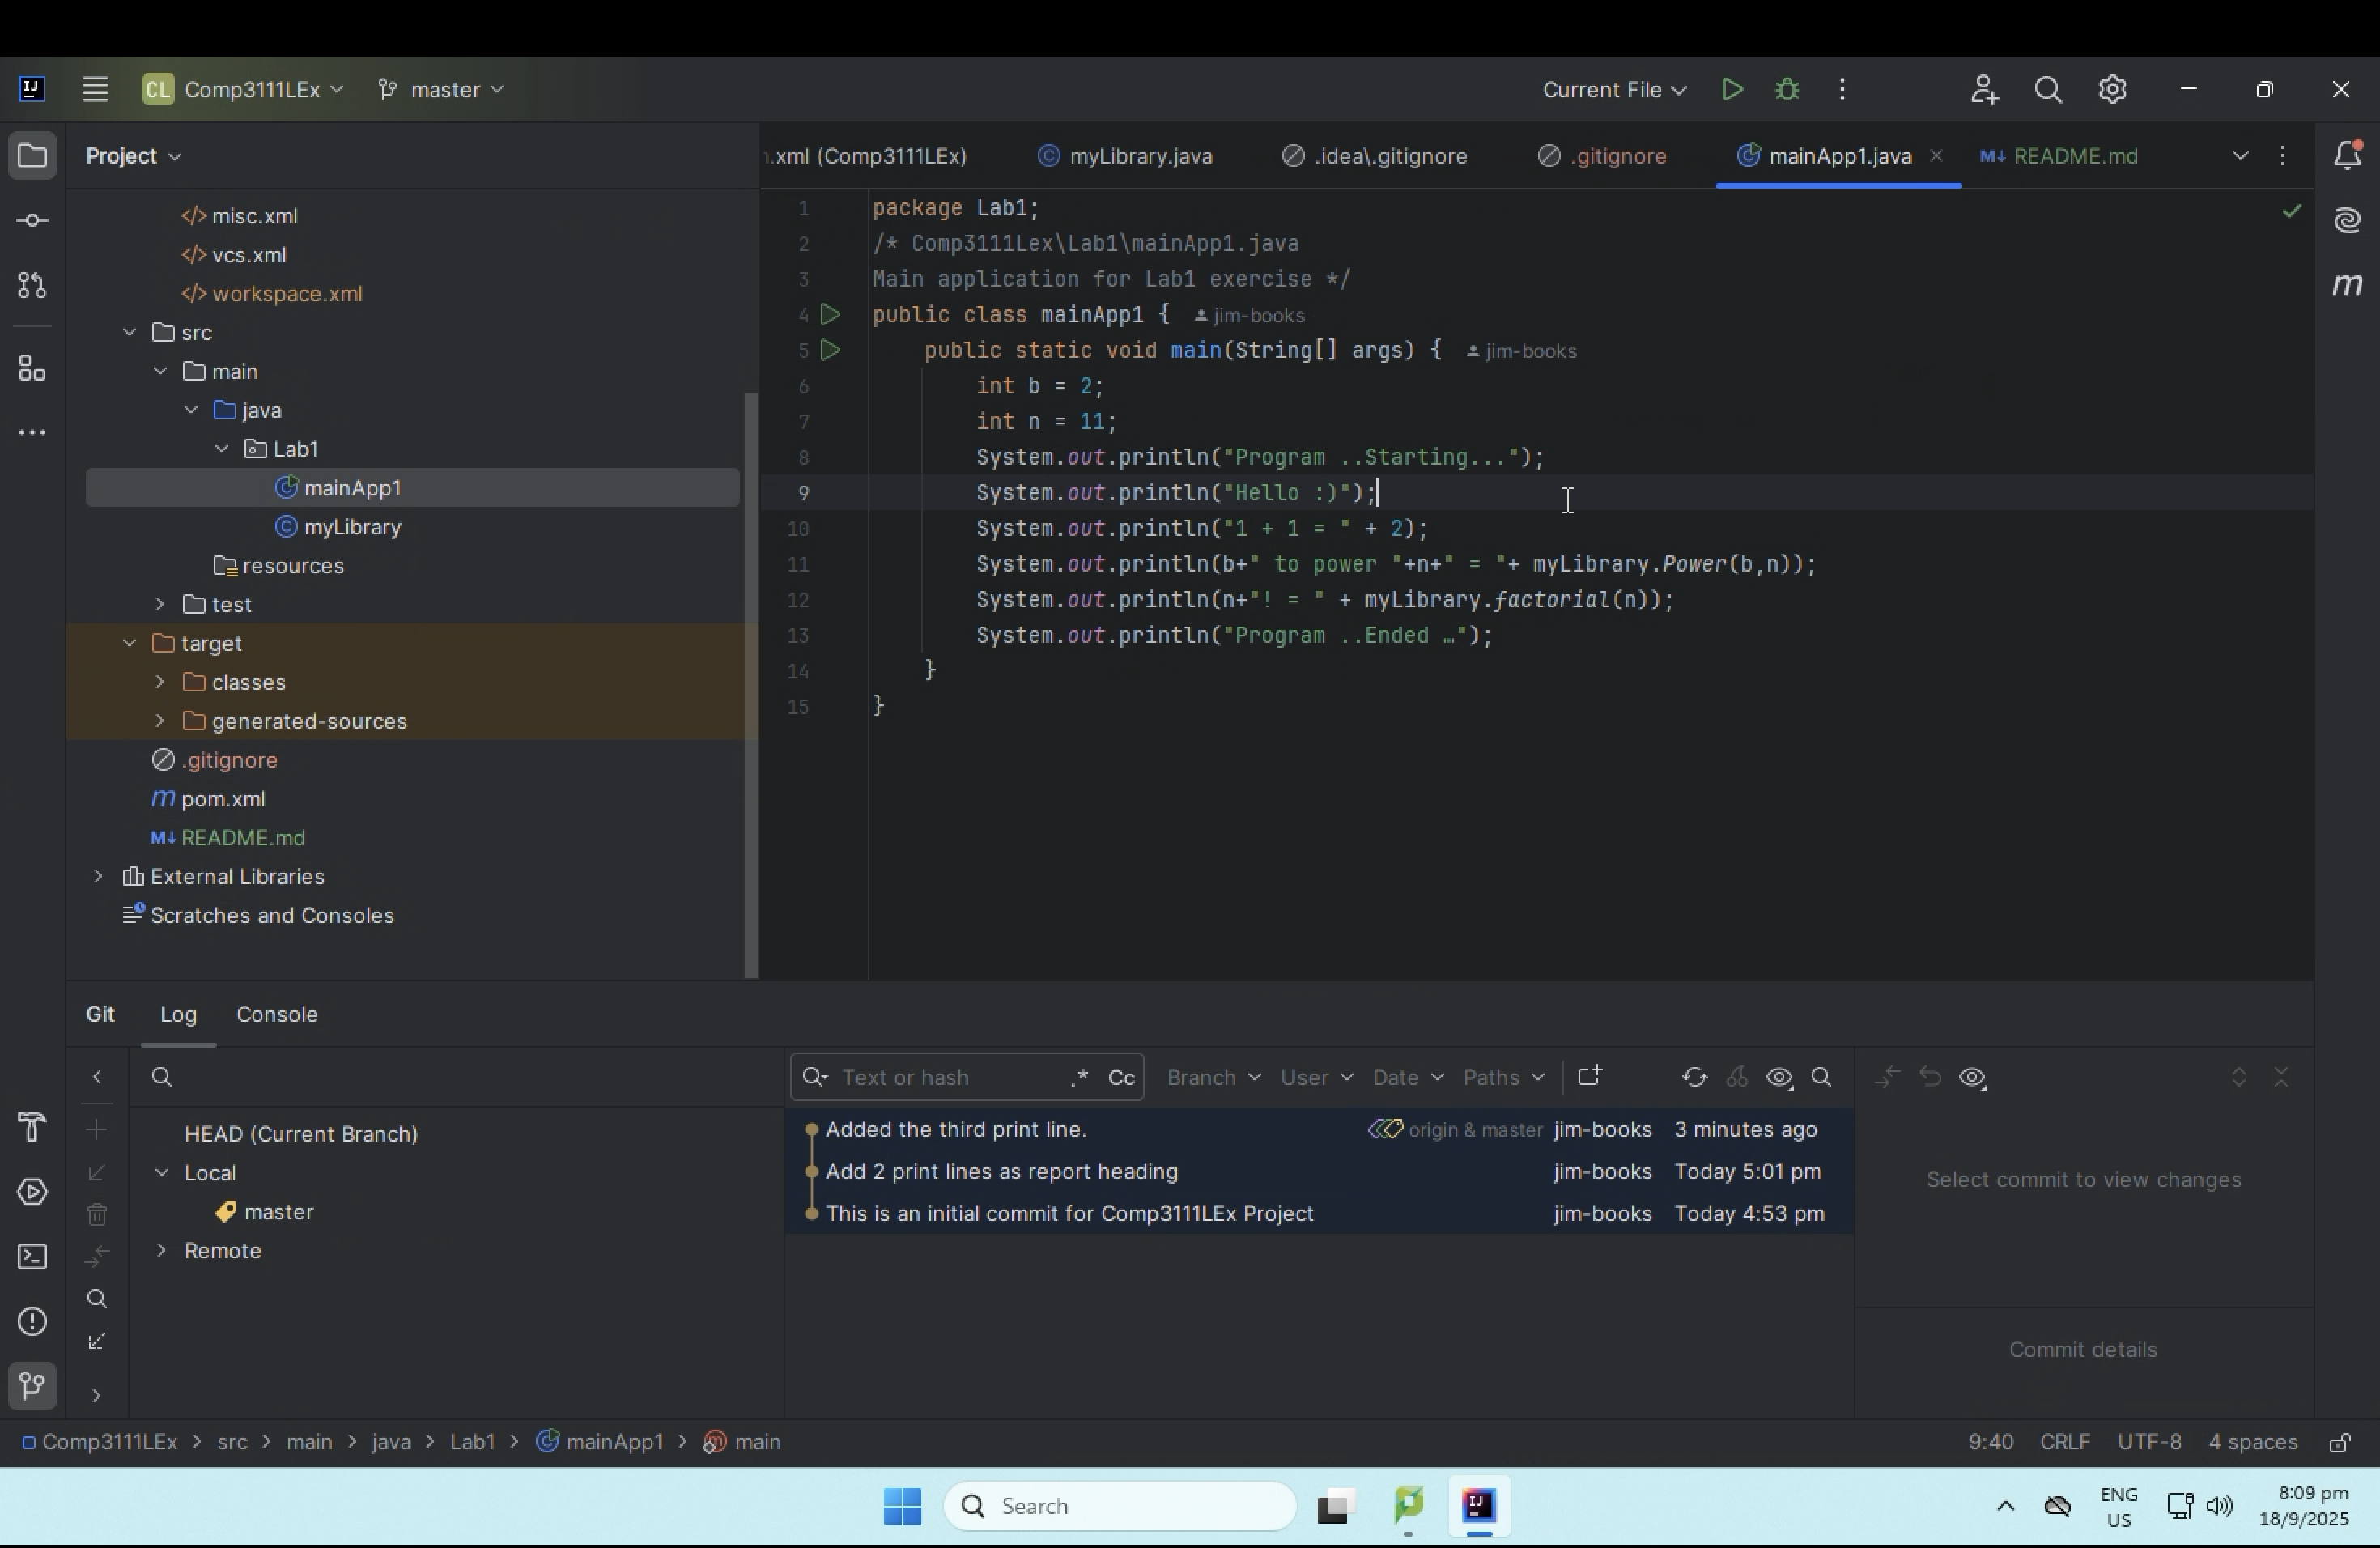 CL Comp3111LEx master Current File
Project
misc.xml
vcs.xml
workspace.xml
src
main
java
Lab1
mainApp1
myLibrary
resources
test
target
classes
generated-sources
.gitignore
pom.xml
README.md
External Libraries
Scratches and Consoles
.xml (Comp3111LEx) myLibrary.java .idea\.gitignore .gitignore mainApp1.java README.md
1 package Lab1;
2 /* Comp3111Lex\Lab1\mainApp1.java
3 Main application for Lab1 exercise */
4 public class mainApp1 { jim-books
5 public static void main(String[] args) { jim-books
6 int b = 2;
7 int n = 11;
8 System.out.println("Program ..Starting...");
9 System.out.println("Hello :)");
10 System.out.println("1 + 1 = " + 2);
11 System.out.println(b+" to power "+n+" = "+ myLibrary.Power(b,n));
12 System.out.println(n+"! = " + myLibrary.factorial(n));
13 System.out.println("Program ..Ended …");
14 }
15 }
Git Log Console
HEAD (Current Branch)
Local
master
Remote
Text or hash .* Cc Branch User Date Paths
Added the third print line. origin & master jim-books 3 minutes ago
Add 2 print lines as report heading jim-books Today 5:01 pm
This is an initial commit for Comp3111LEx Project jim-books Today 4:53 pm
Select commit to view changes
Commit details
Comp3111LEx > src > main > java > Lab1 > mainApp1 > main 9:40 CRLF UTF-8 4 spaces
Search
ENG
US
8:09 pm
18/9/2025